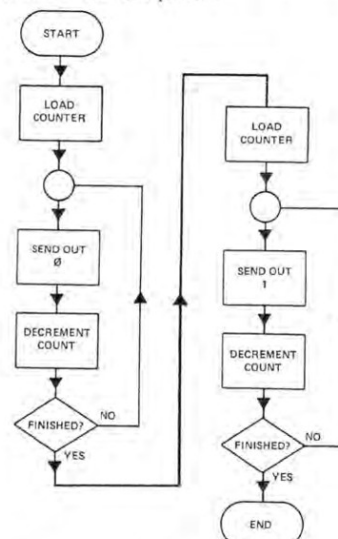 START
LOAD
COUNTER
SEND OUT
Ø
DECREMENT
COUNT
FINISHED?
NO
YES
LOAD
COUNTER
SEND OUT
1
DECREMENT
COUNT
FINISHED?
NO
YES
END